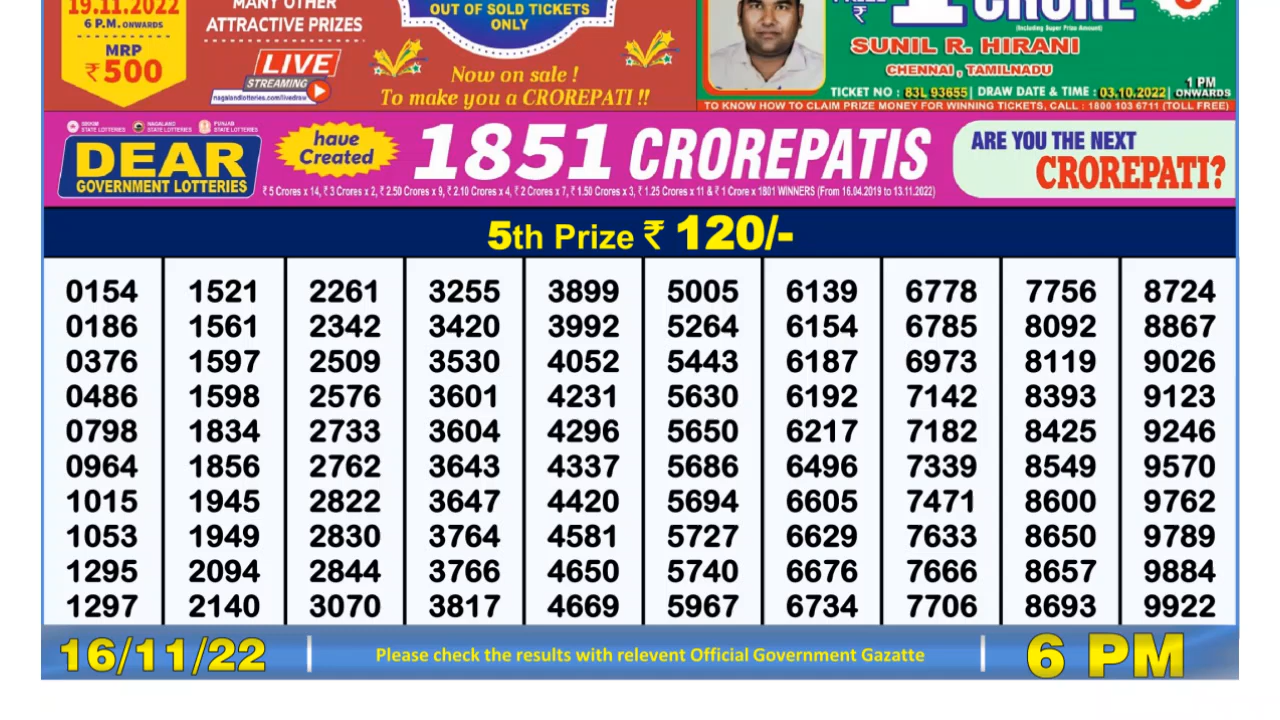 19.11.2022
6 P.M. ONWARDS
MRP
₹500
MANY OTHER
ATTRACTIVE PRIZES
LIVE
STREAMING
nagalandlotteries.com/livedraw
OUT OF SOLD TICKETS
ONLY
Now on sale !
To make you a CROREPATI !!
₹ 1 CRORE
(Including Super Prize Amount)
SUNIL R. HIRANI
CHENNAI, TAMILNADU
TICKET NO : 83L 93655| DRAW DATE & TIME : 03.10.2022| 1 PM ONWARDS
TO KNOW HOW TO CLAIM PRIZE MONEY FOR WINNING TICKETS, CALL : 1800 103 6711 (TOLL FREE)
SIKKIM STATE LOTTERIES NAGALAND STATE LOTTERIES PUNJAB STATE LOTTERIES
DEAR
GOVERNMENT LOTTERIES
have
Created
1851 CROREPATIS
₹ 5 Crores x 14, ₹ 3 Crores x 2, ₹ 2.50 Crores x 9, ₹ 2.10 Crores x 4, ₹ 2 Crores x 7, ₹ 1.50 Crores x 3, ₹ 1.25 Crores x 11 & ₹ 1 Crore x 1801 WINNERS (From 16.04.2019 to 13.11.2022)
ARE YOU THE NEXT
CROREPATI?
5th Prize ₹ 120/-
0154 1521 2261 3255 3899 5005 6139 6778 7756 8724
0186 1561 2342 3420 3992 5264 6154 6785 8092 8867
0376 1597 2509 3530 4052 5443 6187 6973 8119 9026
0486 1598 2576 3601 4231 5630 6192 7142 8393 9123
0798 1834 2733 3604 4296 5650 6217 7182 8425 9246
0964 1856 2762 3643 4337 5686 6496 7339 8549 9570
1015 1945 2822 3647 4420 5694 6605 7471 8600 9762
1053 1949 2830 3764 4581 5727 6629 7633 8650 9789
1295 2094 2844 3766 4650 5740 6676 7666 8657 9884
1297 2140 3070 3817 4669 5967 6734 7706 8693 9922
16/11/22 | Please check the results with relevent Official Government Gazatte | 6 PM